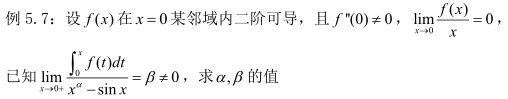 例 5.7：设 f(x) 在 x=0 某邻域内二阶可导，且 f''(0)≠0，lim_{x→0} f(x)/x = 0，
已知 lim_{x→0+} ∫_0^x f(t)dt / (x^α − sin x) = β ≠ 0，求 α, β 的值